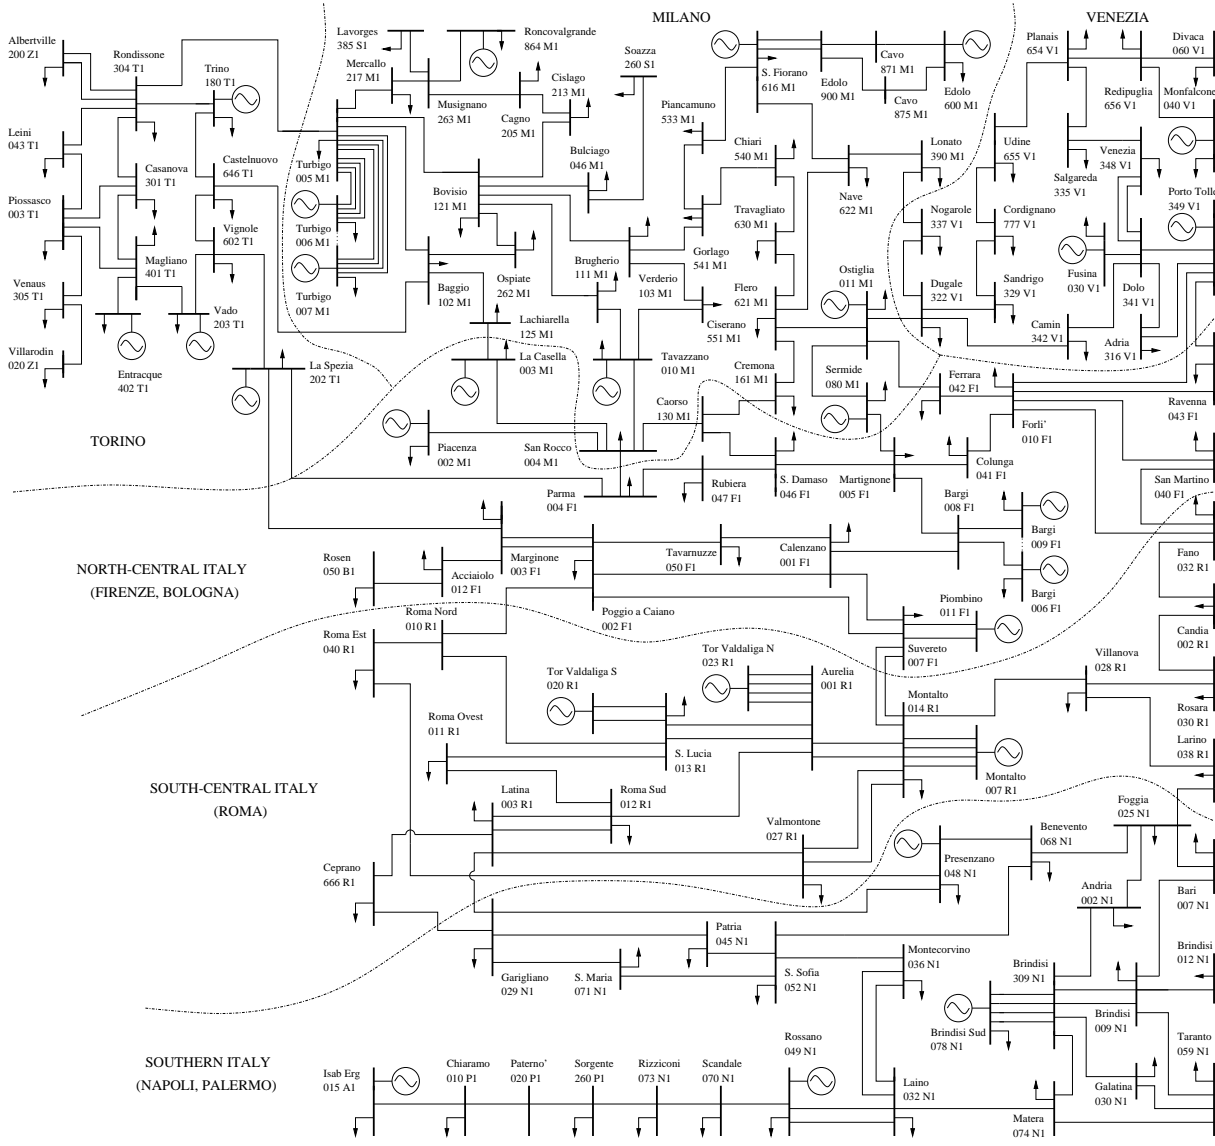 MILANO
VENEZIA
Albertville
200 Z1
Rondissone
304 T1
Trino
180 T1
Leini
043 T1
Casanova
301 T1
Castelnuovo
646 T1
Piossasco
003 T1
Magliano
401 T1
Vignole
602 T1
Venaus
305 T1
Vado
203 T1
Villarodin
020 Z1
Entracque
402 T1
La Spezia
202 T1
TORINO
Lavorges
385 S1
Roncovalgrande
864 M1
Mercallo
217 M1
Musignano
263 M1
Cislago
213 M1
Cagno
205 M1
Soazza
260 S1
Turbigo
005 M1
Turbigo
006 M1
Turbigo
007 M1
Bovisio
121 M1
Bulciago
046 M1
Baggio
102 M1
Ospiate
262 M1
Brugherio
111 M1
Verderio
103 M1
Lachiarella
125 M1
La Casella
003 M1
Tavazzano
010 M1
Piacenza
002 M1
San Rocco
004 M1
Parma
004 F1
S. Fiorano
616 M1
Edolo
900 M1
Cavo
871 M1
Cavo
875 M1
Edolo
600 M1
Piancamuno
533 M1
Chiari
540 M1
Nave
622 M1
Lonato
390 M1
Travagliato
630 M1
Gorlago
541 M1
Flero
621 M1
Ciserano
551 M1
Ostiglia
011 M1
Cremona
161 M1
Caorso
130 M1
Sermide
080 M1
Planais
654 V1
Divaca
060 V1
Redipuglia
656 V1
Monfalcone
040 V1
Udine
655 V1
Salgareda
335 V1
Venezia
348 V1
Porto Tolle
349 V1
Nogarole
337 V1
Cordignano
777 V1
Fusina
030 V1
Dolo
341 V1
Dugale
322 V1
Sandrigo
329 V1
Camin
342 V1
Adria
316 V1
Ferrara
042 F1
Ravenna
043 F1
Forli'
010 F1
Rubiera
047 F1
S. Damaso
046 F1
Martignone
005 F1
Colunga
041 F1
San Martino
040 F1
NORTH-CENTRAL ITALY
(FIRENZE, BOLOGNA)
Rosen
050 B1
Acciaiolo
012 F1
Marginone
003 F1
Tavarnuzze
050 F1
Calenzano
001 F1
Bargi
008 F1
Bargi
009 F1
Bargi
006 F1
Fano
032 R1
Roma Est
040 R1
Roma Nord
010 R1
Poggio a Caiano
002 F1
Piombino
011 F1
Suvereto
007 F1
Candia
002 R1
Villanova
028 R1
Rosara
030 R1
Tor Valdaliga S
020 R1
Tor Valdaliga N
023 R1
Aurelia
001 R1
Montalto
014 R1
Roma Ovest
011 R1
S. Lucia
013 R1
Montalto
007 R1
Larino
038 R1
SOUTH-CENTRAL ITALY
(ROMA)
Latina
003 R1
Roma Sud
012 R1
Valmontone
027 R1
Foggia
025 N1
Benevento
068 N1
Ceprano
666 R1
Presenzano
048 N1
Andria
002 N1
Bari
007 N1
Garigliano
029 N1
S. Maria
071 N1
Patria
045 N1
S. Sofia
052 N1
Montecorvino
036 N1
Brindisi
309 N1
Brindisi
012 N1
Brindisi Sud
078 N1
Brindisi
009 N1
Taranto
059 N1
SOUTHERN ITALY
(NAPOLI, PALERMO)
Isab Erg
015 A1
Chiaramo
010 P1
Paterno'
020 P1
Sorgente
260 P1
Rizziconi
073 N1
Scandale
070 N1
Rossano
049 N1
Laino
032 N1
Galatina
030 N1
Matera
074 N1